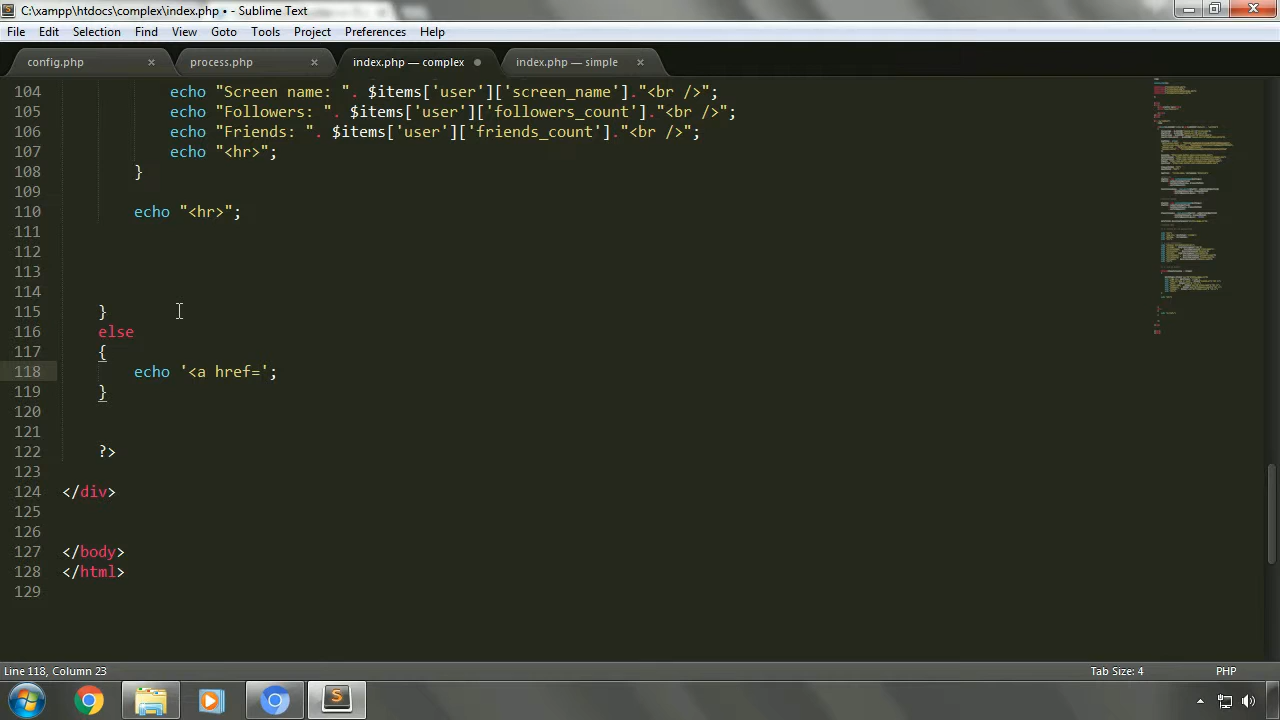 C:\xampp\htdocs\complex\index.php • - Sublime Text
File Edit Selection Find View Goto Tools Project Preferences Help
config.php process.php index.php — complex index.php — simple
104 echo "Screen name: ". $items['user']['screen_name']."<br />";
105 echo "Followers: ". $items['user']['followers_count']."<br />";
106 echo "Friends: ". $items['user']['friends_count']."<br />";
107 echo "<hr>";
108 }
109
110 echo "<hr>";
111
112
113
114
115 }
116 else
117 {
118 echo '<a href=';
119 }
120
121
122 ?>
123
124 </div>
125
126
127 </body>
128 </html>
129
Line 118, Column 23 Tab Size: 4 PHP